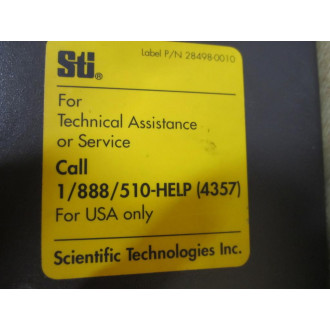 Sti®
Label P/N 28498-0010
For
Technical Assistance
or Service
Call
1/888/510-HELP (4357)
For USA only
Scientific Technologies Inc.